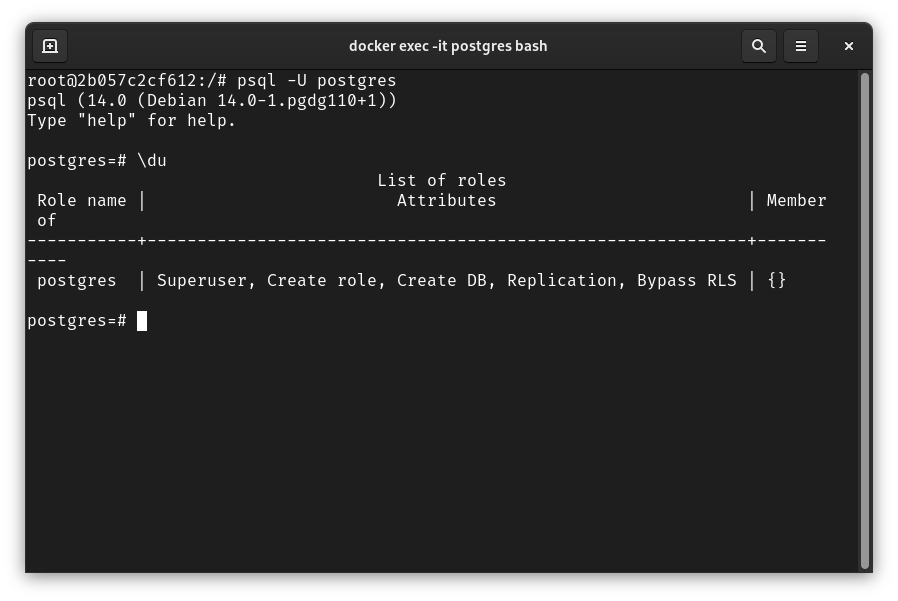 docker exec -it postgres bash
root@2b057c2cf612:/# psql -U postgres
psql (14.0 (Debian 14.0-1.pgdg110+1))
Type "help" for help.
postgres=# \du
List of roles
Role name | Attributes | Member
of
-----------+------------------------------------------------------------+-------
----
postgres | Superuser, Create role, Create DB, Replication, Bypass RLS | {}
postgres=#